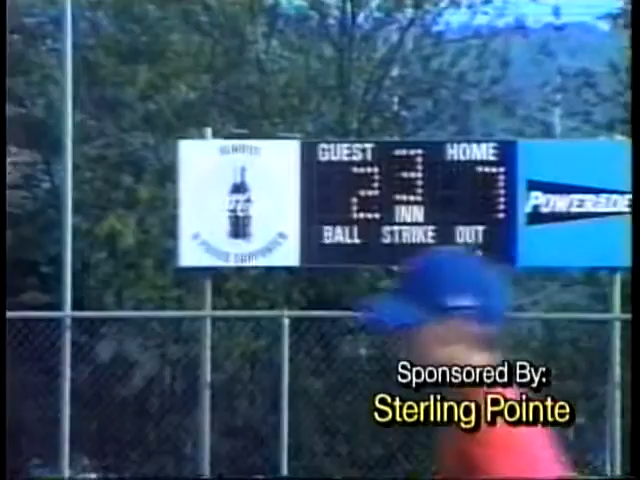 GUEST HOME
2 3 7
INN
BALL STRIKE OUT
POWERADE
Sponsored By:
Sterling Pointe